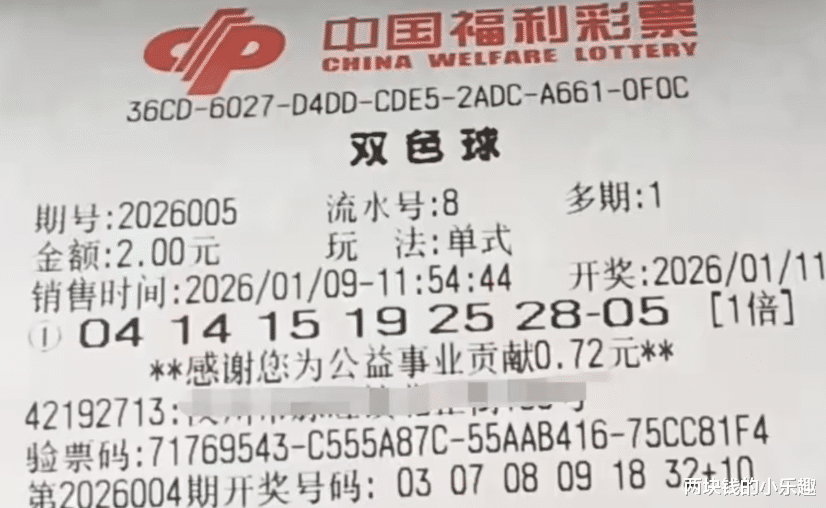 中国福利彩票
CHINA WELFARE LOTTERY
36CD-6027-D4DD-CDE5-2ADC-A661-0F0C
双色球
期号:2026005 流水号:8 多期:1
金额:2.00元 玩 法:单式
销售时间:2026/01/09-11:54:44 开奖:2026/01/11
① 04 14 15 19 25 28-05 [1倍]
**感谢您为公益事业贡献0.72元**
42192713:
验票码:71769543-C555A87C-55AAB416-75CC81F4
第2026004期开奖号码: 03 07 08 09 18 32+10
两块钱的小乐趣